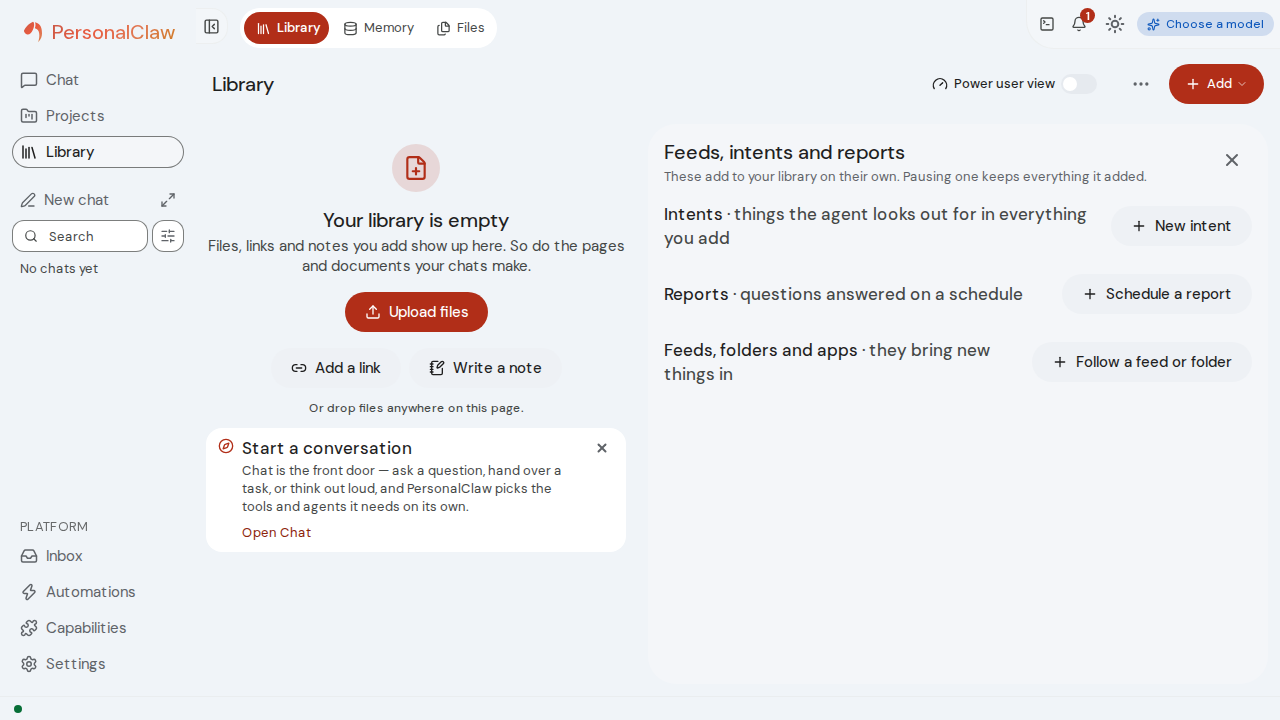 PersonalClaw
Chat
Projects
Library
New chat
Search
No chats yet
PLATFORM
Inbox
Automations
Capabilities
Settings
Library
Memory
Files
1
Choose a model
Library
Power user view
Add
Your library is empty
Files, links and notes you add show up here. So do the pages
and documents your chats make.
Upload files
Add a link
Write a note
Or drop files anywhere on this page.
Start a conversation
Chat is the front door — ask a question, hand over a
task, or think out loud, and PersonalClaw picks the
tools and agents it needs on its own.
Open Chat
Feeds, intents and reports
These add to your library on their own. Pausing one keeps everything it added.
Intents · things the agent looks out for in everything
you add
New intent
Reports · questions answered on a schedule
Schedule a report
Feeds, folders and apps · they bring new
things in
Follow a feed or folder